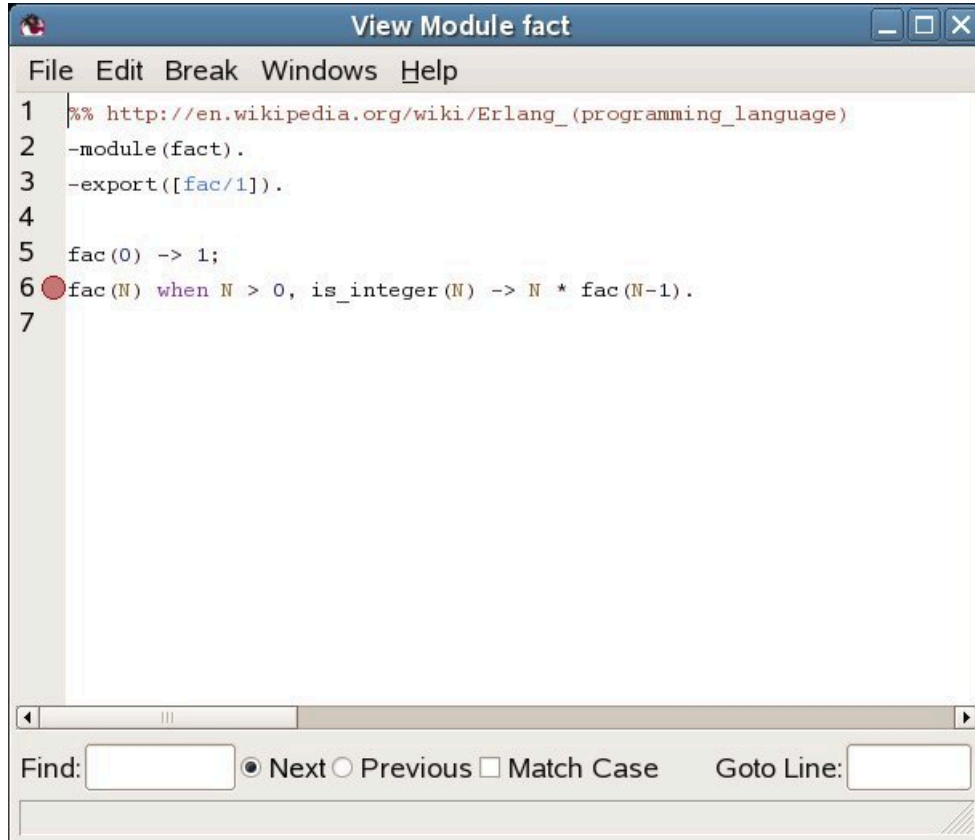 View Module fact
File Edit Break Windows Help
1 %% http://en.wikipedia.org/wiki/Erlang_(programming_language)
2 -module(fact).
3 -export([fac/1]).
4
5 fac(0) -> 1;
6 fac(N) when N > 0, is_integer(N) -> N * fac(N-1).
7
Find: Next Previous Match Case Goto Line: